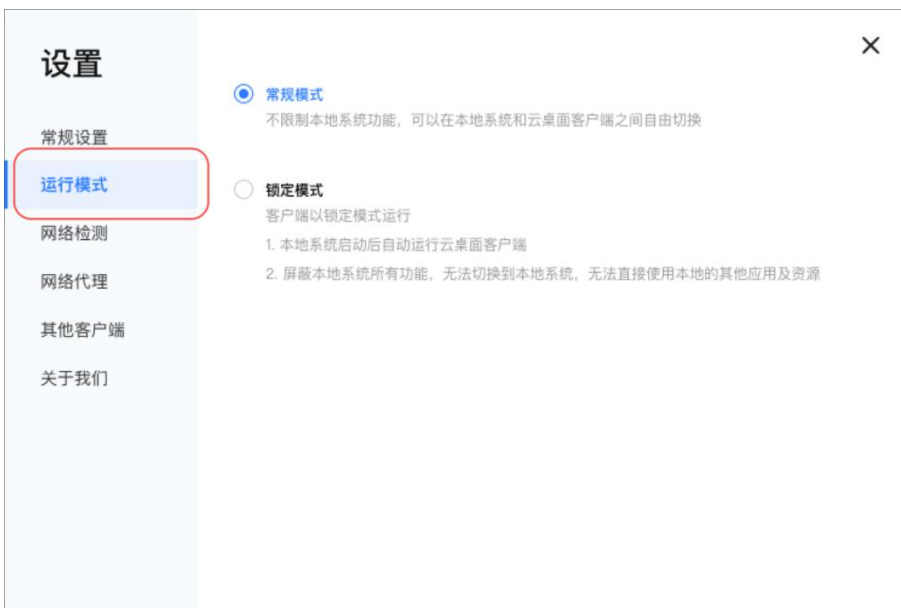 设置
常规设置
运行模式
网络检测
网络代理
其他客户端
关于我们
常规模式
不限制本地系统功能，可以在本地系统和云桌面客户端之间自由切换
锁定模式
客户端以锁定模式运行
1. 本地系统启动后自动运行云桌面客户端
2. 屏蔽本地系统所有功能，无法切换到本地系统，无法直接使用本地的其他应用及资源